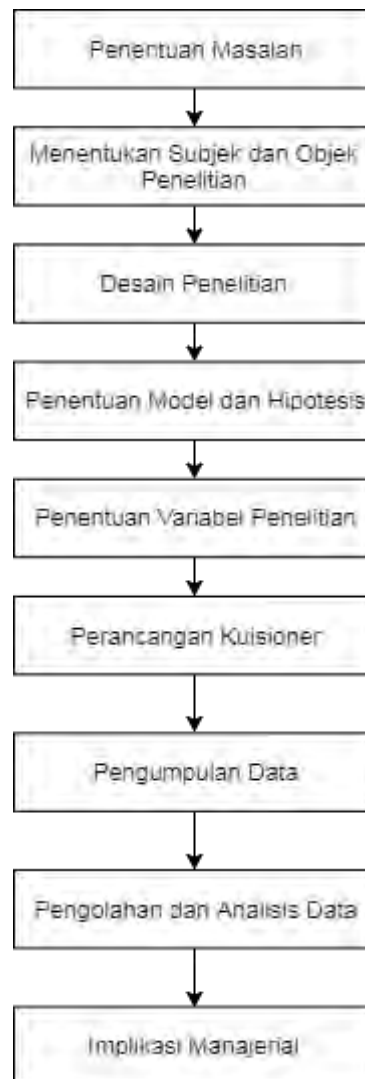 Penentuan Masalah
Menentukan Subjek dan Objek
Penelitian
Desain Penelitian
Penentuan Model dan Hipotesis
Penentuan Variabel Penelitian
Perancangan Kuisioner
Pengumpulan Data
Pengolahan dan Analisis Data
Implikasi Manajerial